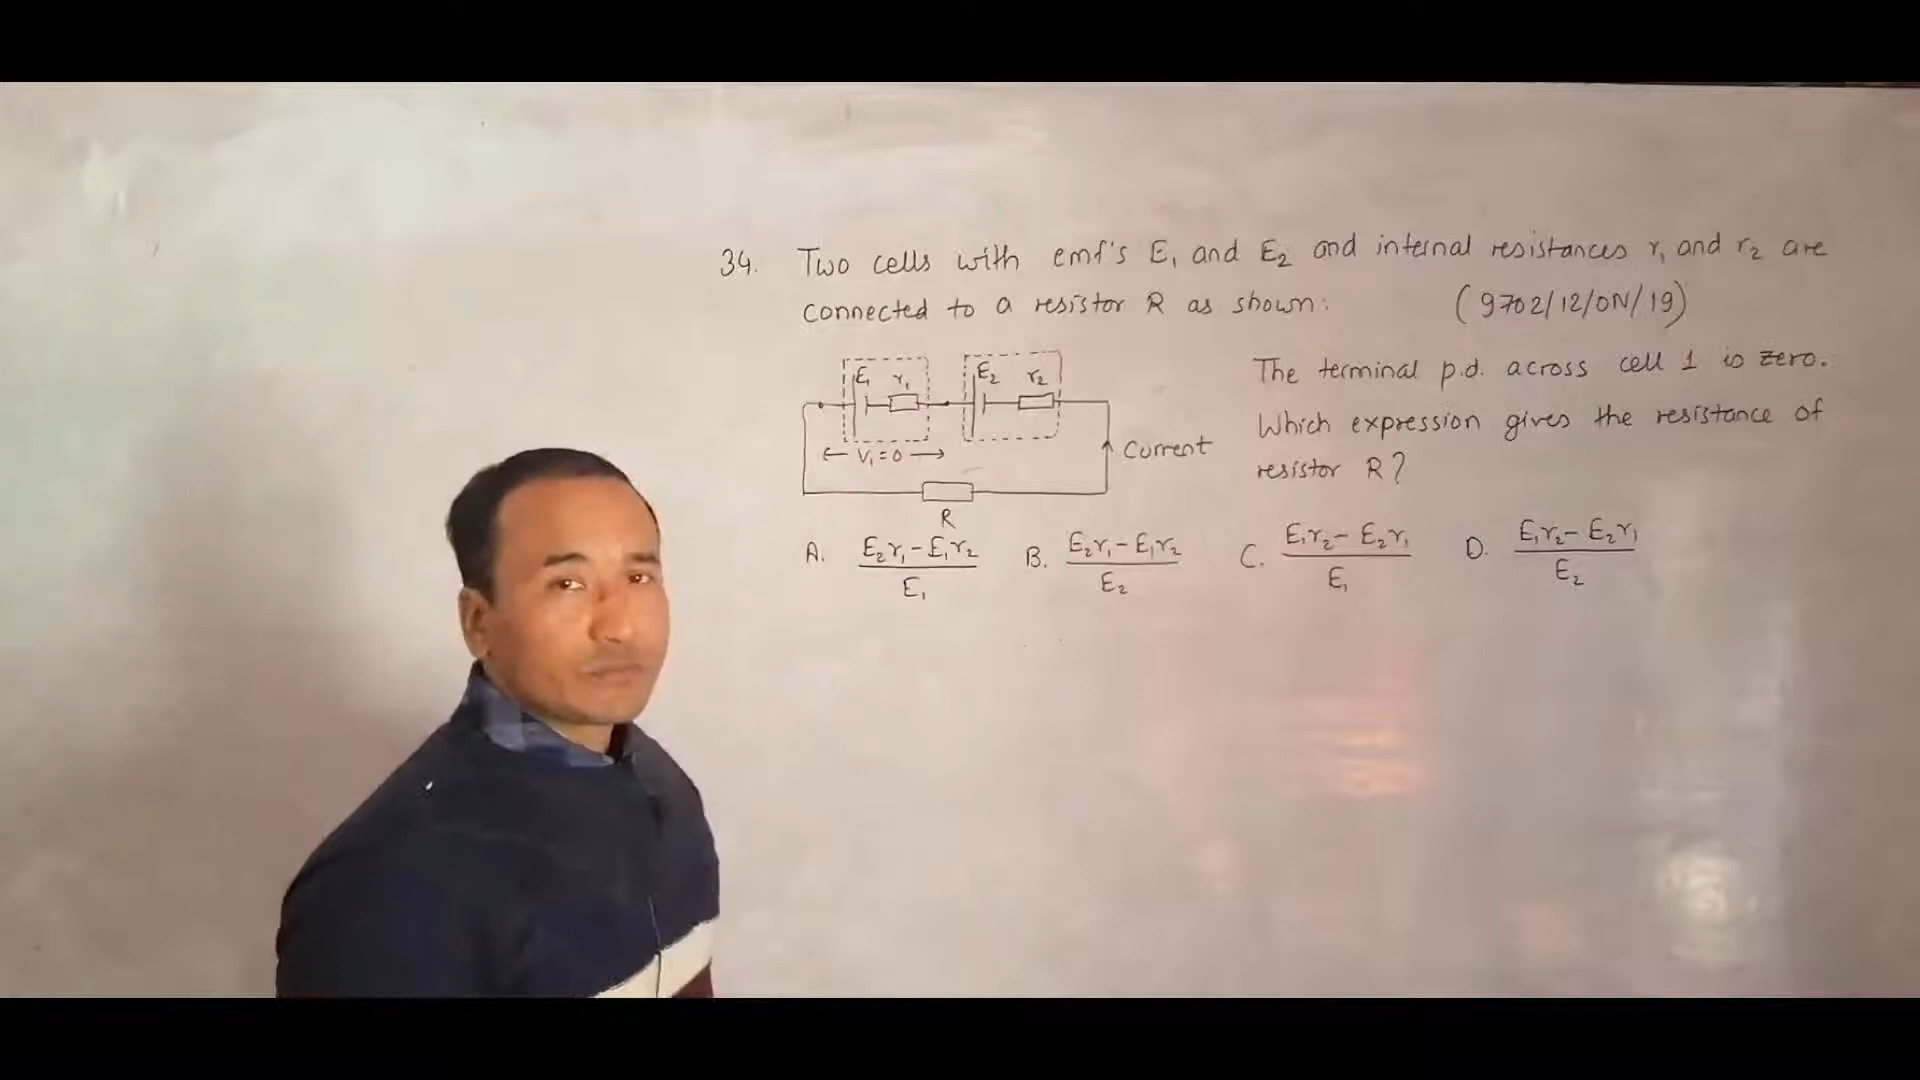 34. Two cells with emf's E₁ and E₂ and internal resistances r₁ and r₂ are
connected to a resistor R as shown: (9702/12/ON/19)
E₁ r₁ E₂ r₂
The terminal p.d. across cell 1 is zero.
Which expression gives the resistance of
resistor R?
← V₁ = 0 →
Current
R
A. (E₂r₁ - E₁r₂)/E₁ B. (E₂r₁ - E₁r₂)/E₂ C. (E₁r₂ - E₂r₁)/E₁ D. (E₁r₂ - E₂r₁)/E₂